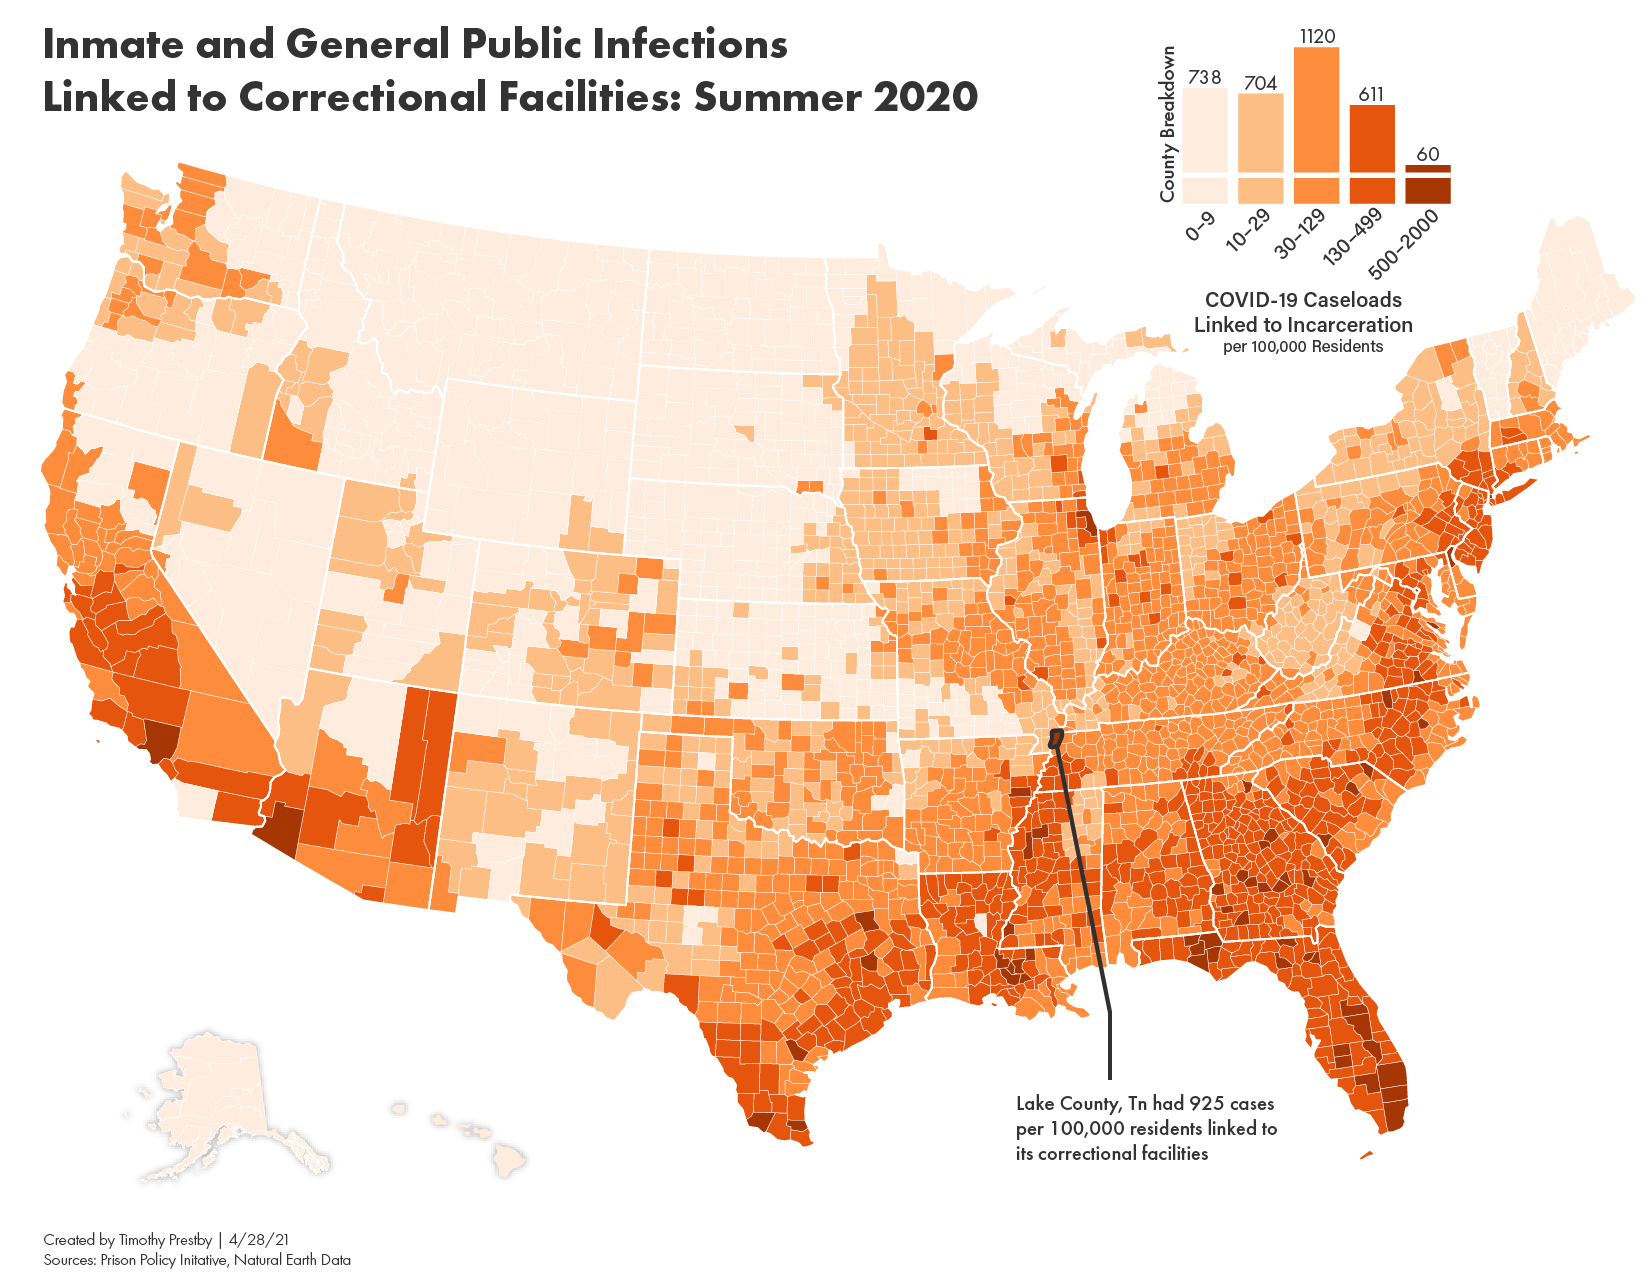 Inmate and General Public Infections
Linked to Correctional Facilities: Summer 2020
County Breakdown
738
704
1120
611
60
0-9
10-29
30-129
130-499
500-2000
COVID-19 Caseloads
Linked to Incarceration
per 100,000 Residents
Lake County, Tn had 925 cases
per 100,000 residents linked to
its correctional facilities
Created by Timothy Prestby | 4/28/21
Sources: Prison Policy Initative, Natural Earth Data